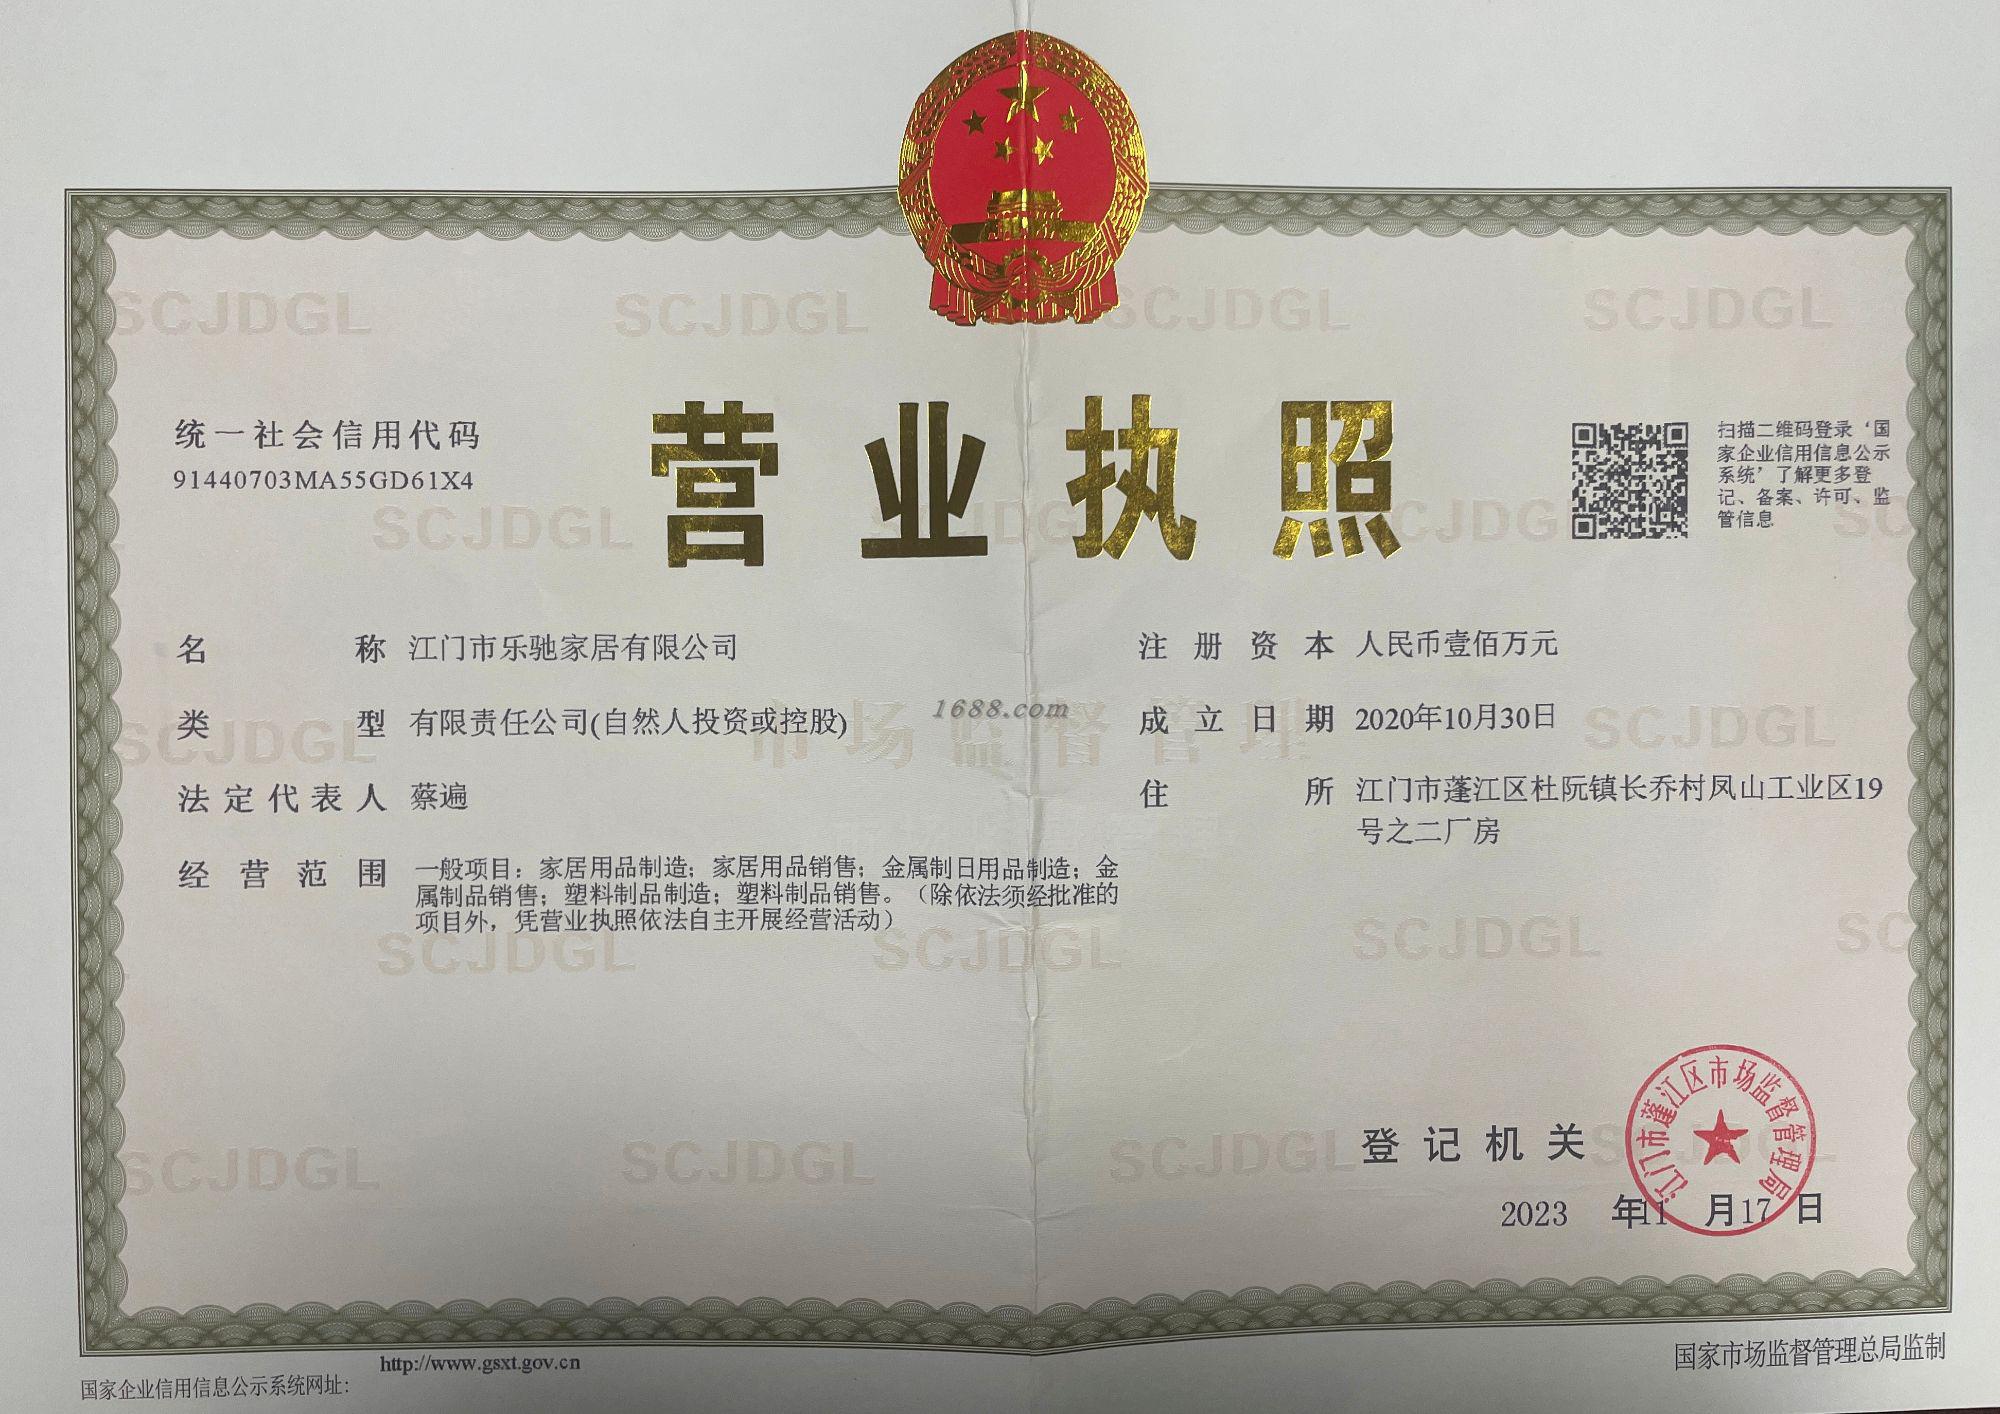 营业执照
统一社会信用代码
91440703MA55GD61X4
扫描二维码登录‘国
家企业信用信息公示
系统’了解更多登
记、备案、许可、监
管信息
名称 江门市乐驰家居有限公司
类型 有限责任公司(自然人投资或控股)
法定代表人 蔡遍
经营范围 一般项目：家居用品制造；家居用品销售；金属制日用品制造；金
属制品销售；塑料制品制造；塑料制品销售。（除依法须经批准的
项目外，凭营业执照依法自主开展经营活动）
注册资本 人民币壹佰万元
成立日期 2020年10月30日
住所 江门市蓬江区杜阮镇长乔村凤山工业区19
号之二厂房
1688.com
市场监督管理
SCJDGL
登记机关
江门市蓬江区市场监督管理局
2023 年11 月17 日
http://www.gsxt.gov.cn
国家企业信用信息公示系统网址：
国家市场监督管理总局监制